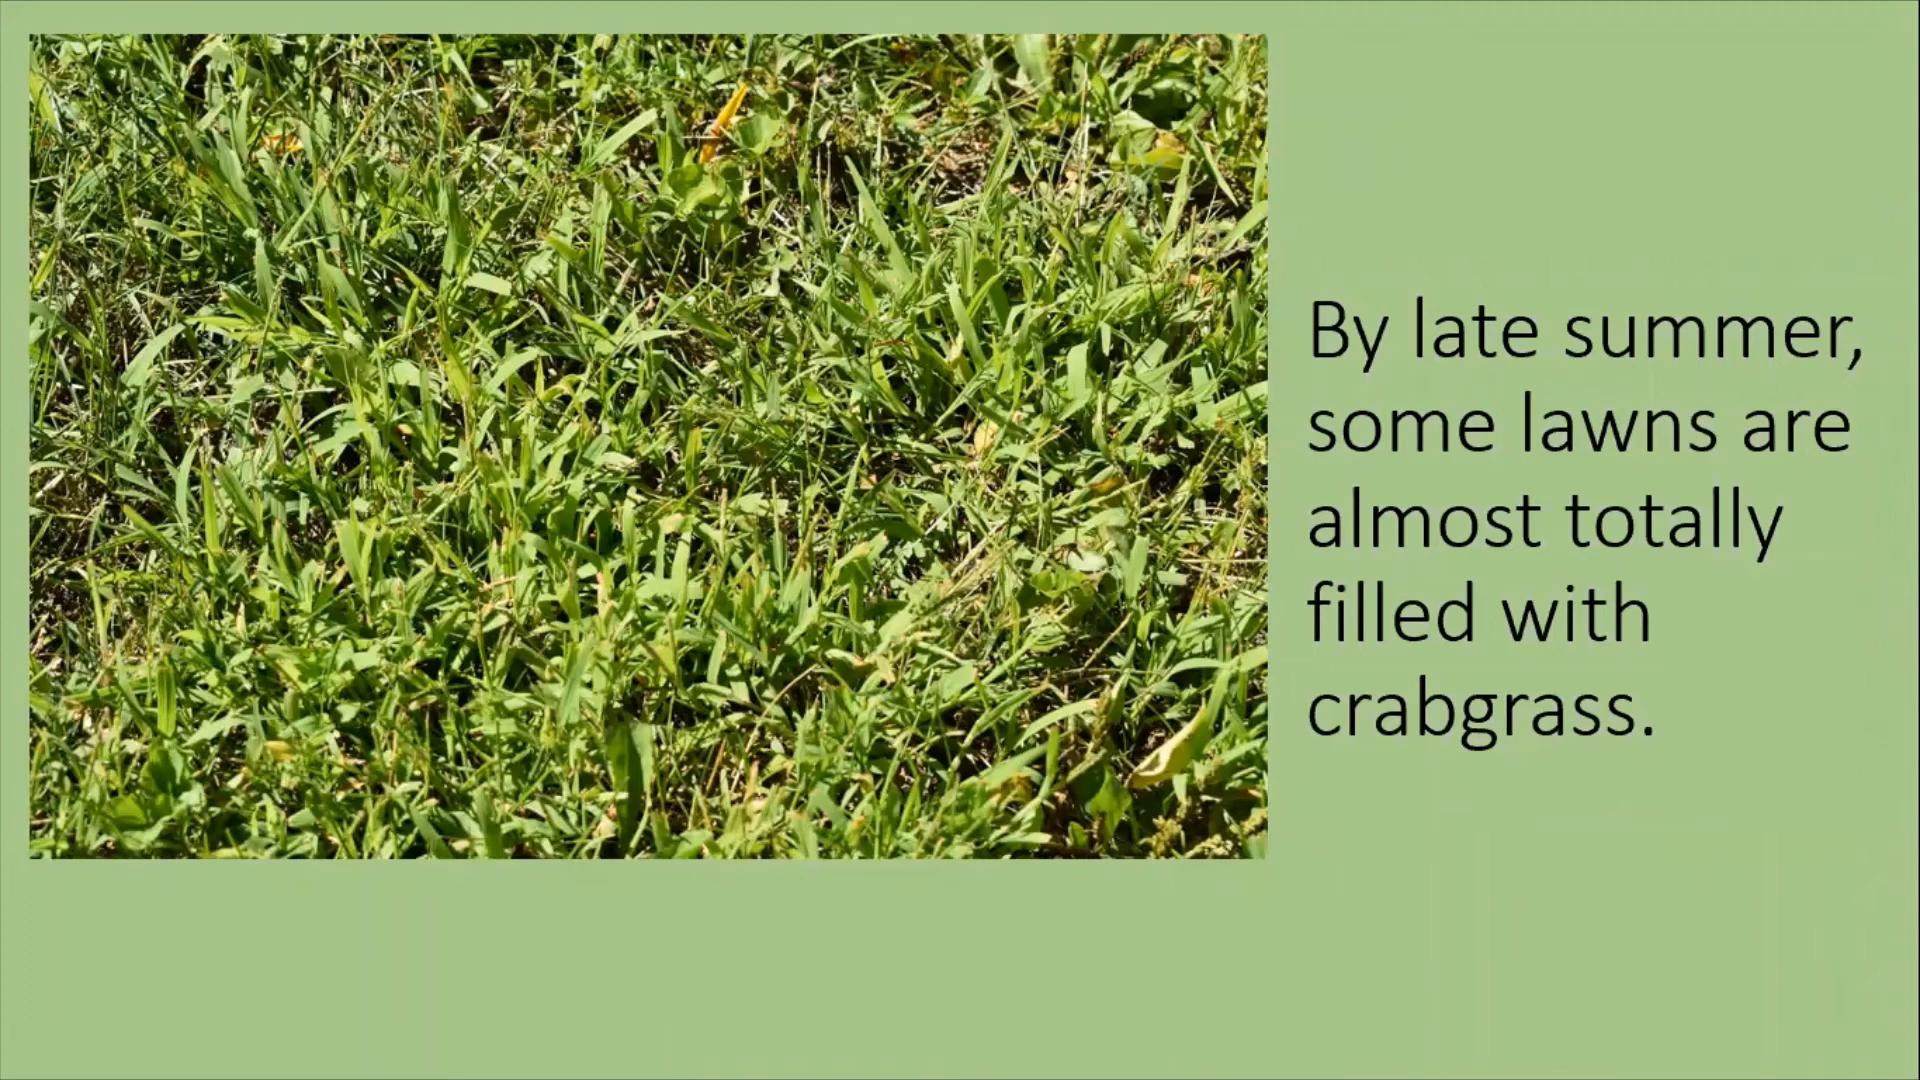 By late summer,
some lawns are
almost totally
filled with
crabgrass.